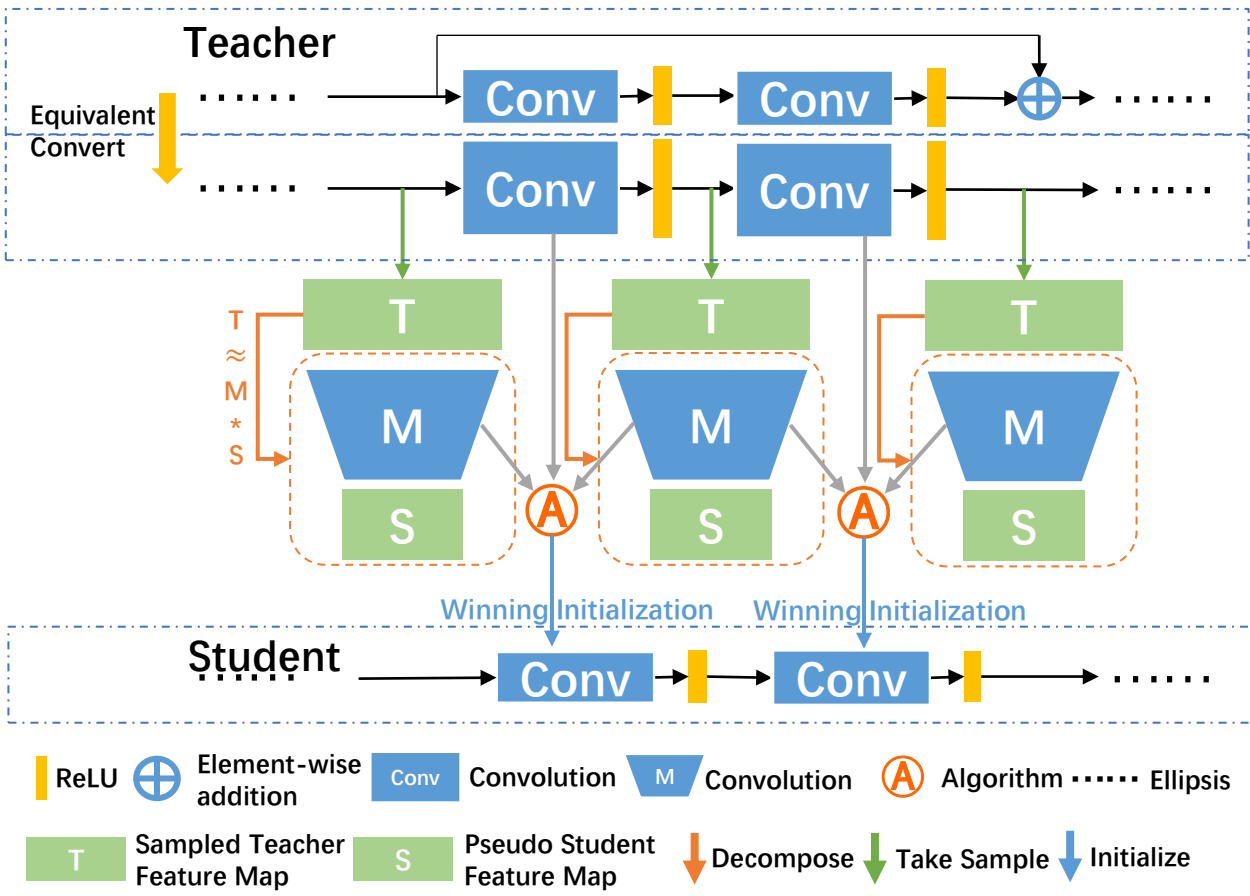 Teacher
Conv
Conv
Equivalent
Convert
Conv
Conv
T
T
T
T
≈
M
*
S
M
M
M
A
A
S
S
S
Winning Initialization
Winning Initialization
Student
Conv
Conv
ReLU
Element-wise
addition
Conv
Convolution
M
Convolution
A
Algorithm
Ellipsis
T
Sampled Teacher
Feature Map
S
Pseudo Student
Feature Map
Decompose
Take Sample
Initialize